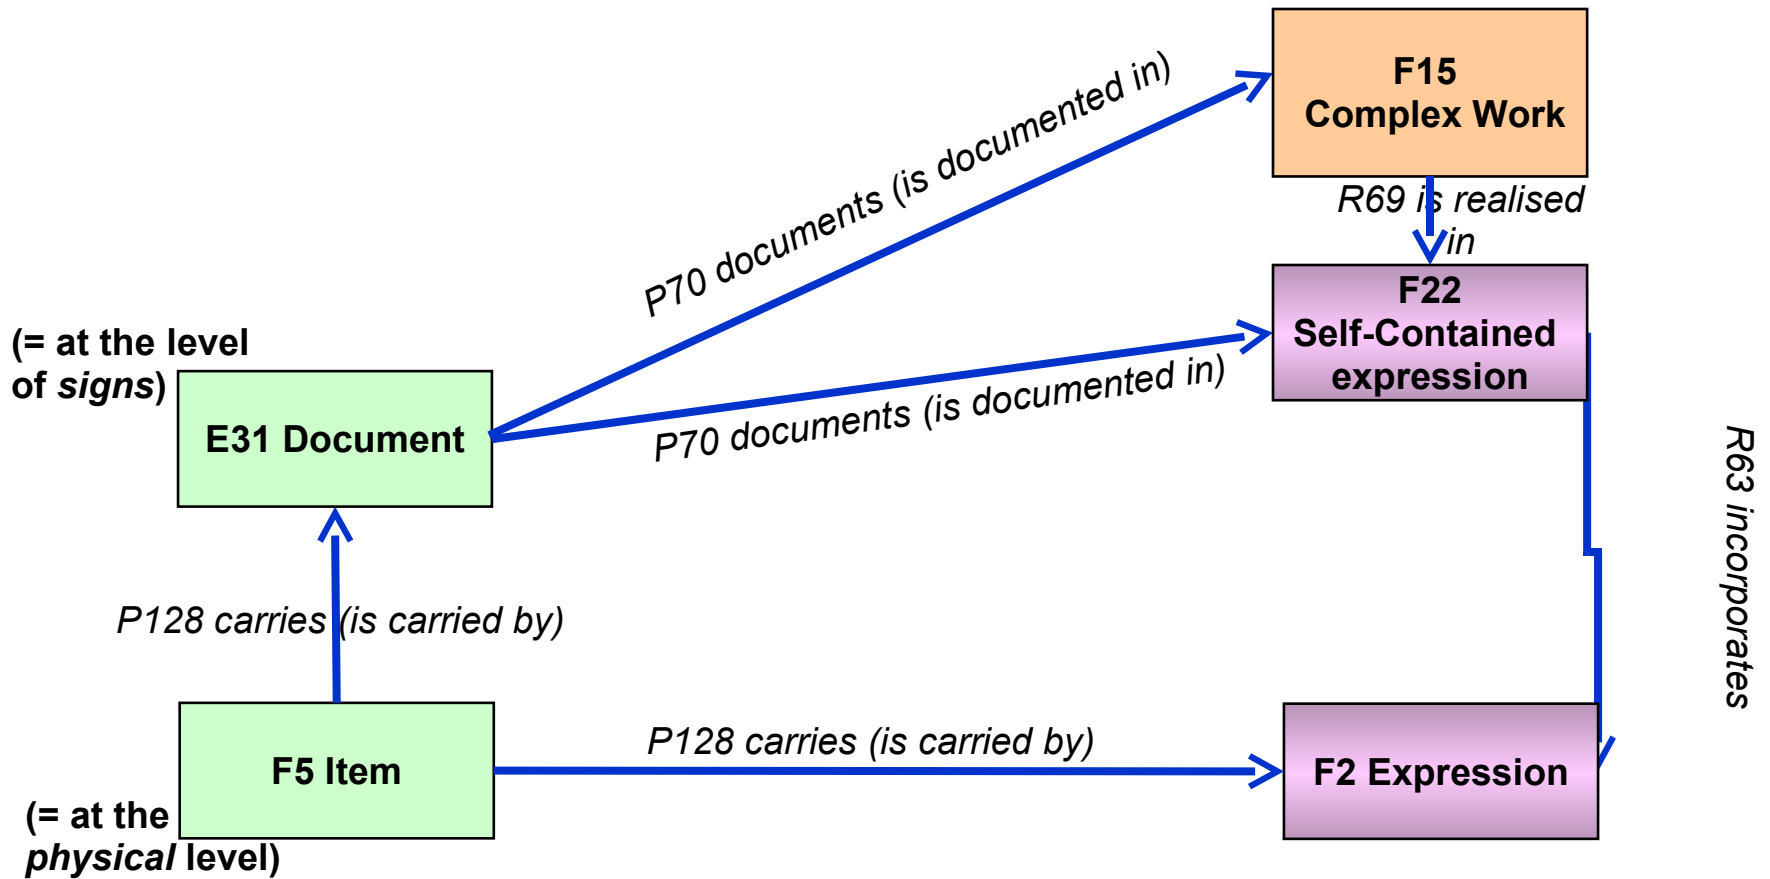 F15
Complex Work
P70 documents (is documented in)
R69 is realised
in
F22
Self-Contained
expression
(= at the level
of signs)
E31 Document
P70 documents (is documented in)
R63 incorporates
P128 carries (is carried by)
F5 Item
P128 carries (is carried by)
F2 Expression
(= at the
physical level)